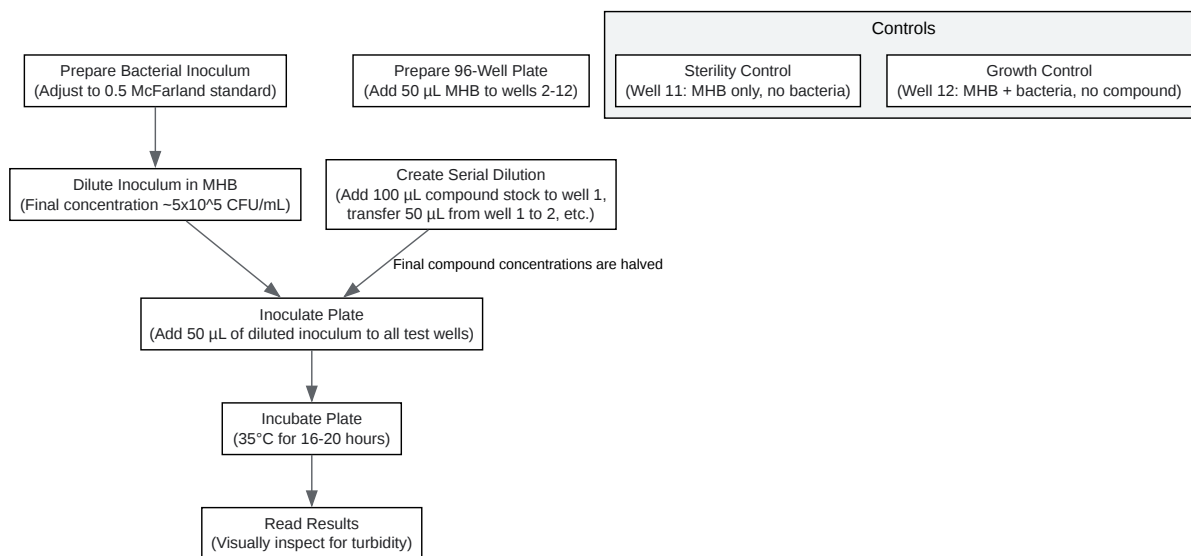 Controls
Prepare Bacterial Inoculum
(Adjust to 0.5 McFarland standard)
Prepare 96-Well Plate
(Add 50 µL MHB to wells 2-12)
Sterility Control
(Well 11: MHB only, no bacteria)
Growth Control
(Well 12: MHB + bacteria, no compound)
Dilute Inoculum in MHB
(Final concentration ~5x10^5 CFU/mL)
Create Serial Dilution
(Add 100 µL compound stock to well 1,
transfer 50 µL from well 1 to 2, etc.)
Final compound concentrations are halved
Inoculate Plate
(Add 50 µL of diluted inoculum to all test wells)
Incubate Plate
(35°C for 16-20 hours)
Read Results
(Visually inspect for turbidity)